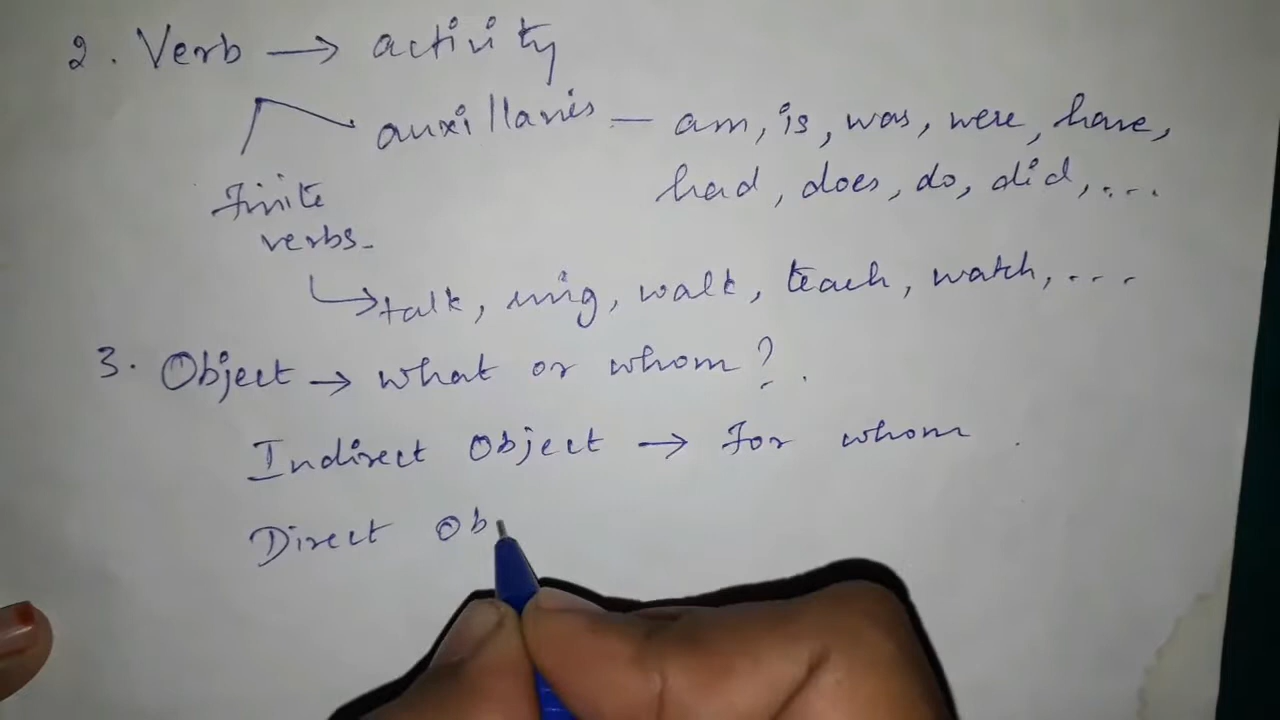 2. Verb → activity
auxillaries – am, is, was, were, have,
had, does, do, did, ...
Finite
verbs
↳ talk, sing, walk, teach, watch, ...
3. Object → what or whom?.
Indirect Object → For whom.
Direct Ob